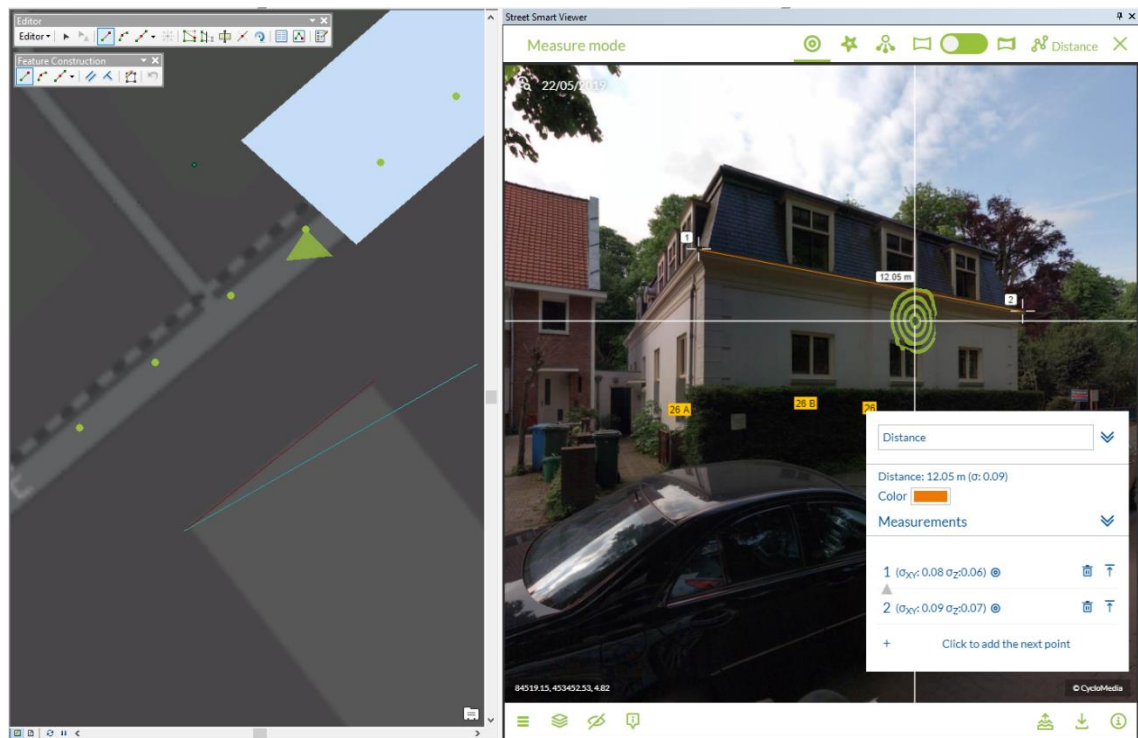 Editor
Editor
Feature Construction
Street Smart Viewer
Measure mode
Distance
22/05/2019
1
12.05 m
2
26 A
26 B
26
Distance
Distance: 12.05 m (σ: 0.09)
Color
Measurements
1 (σXY: 0.08 σZ:0.06)
2 (σXY: 0.09 σZ:0.07)
+ Click to add the next point
84519.15, 453452.53, 4.82
© CycloMedia